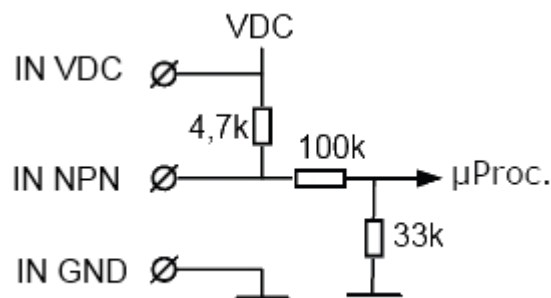 VDC
IN VDC
4,7k
100k
IN NPN
µProc.
33k
IN GND